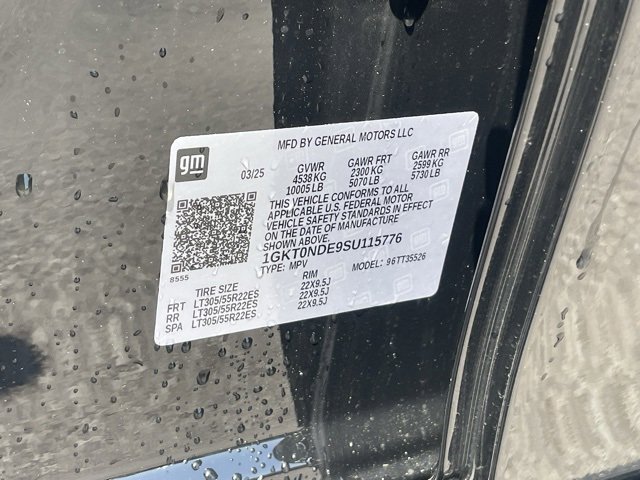 MFD BY GENERAL MOTORS LLC
gm
03/25
GVWR GAWR FRT GAWR RR
4538 KG 2300 KG 2599 KG
10005 LB 5070 LB 5730 LB
THIS VEHICLE CONFORMS TO ALL
APPLICABLE U.S. FEDERAL MOTOR
VEHICLE SAFETY STANDARDS IN EFFECT
ON THE DATE OF MANUFACTURE
SHOWN ABOVE.
1GKT0NDE9SU115776
8555
TYPE: MPV MODEL: 96TT35526
TIRE SIZE RIM
FRT LT305/55R22ES 22X9.5J
RR LT305/55R22ES 22X9.5J
SPA LT305/55R22ES 22X9.5J